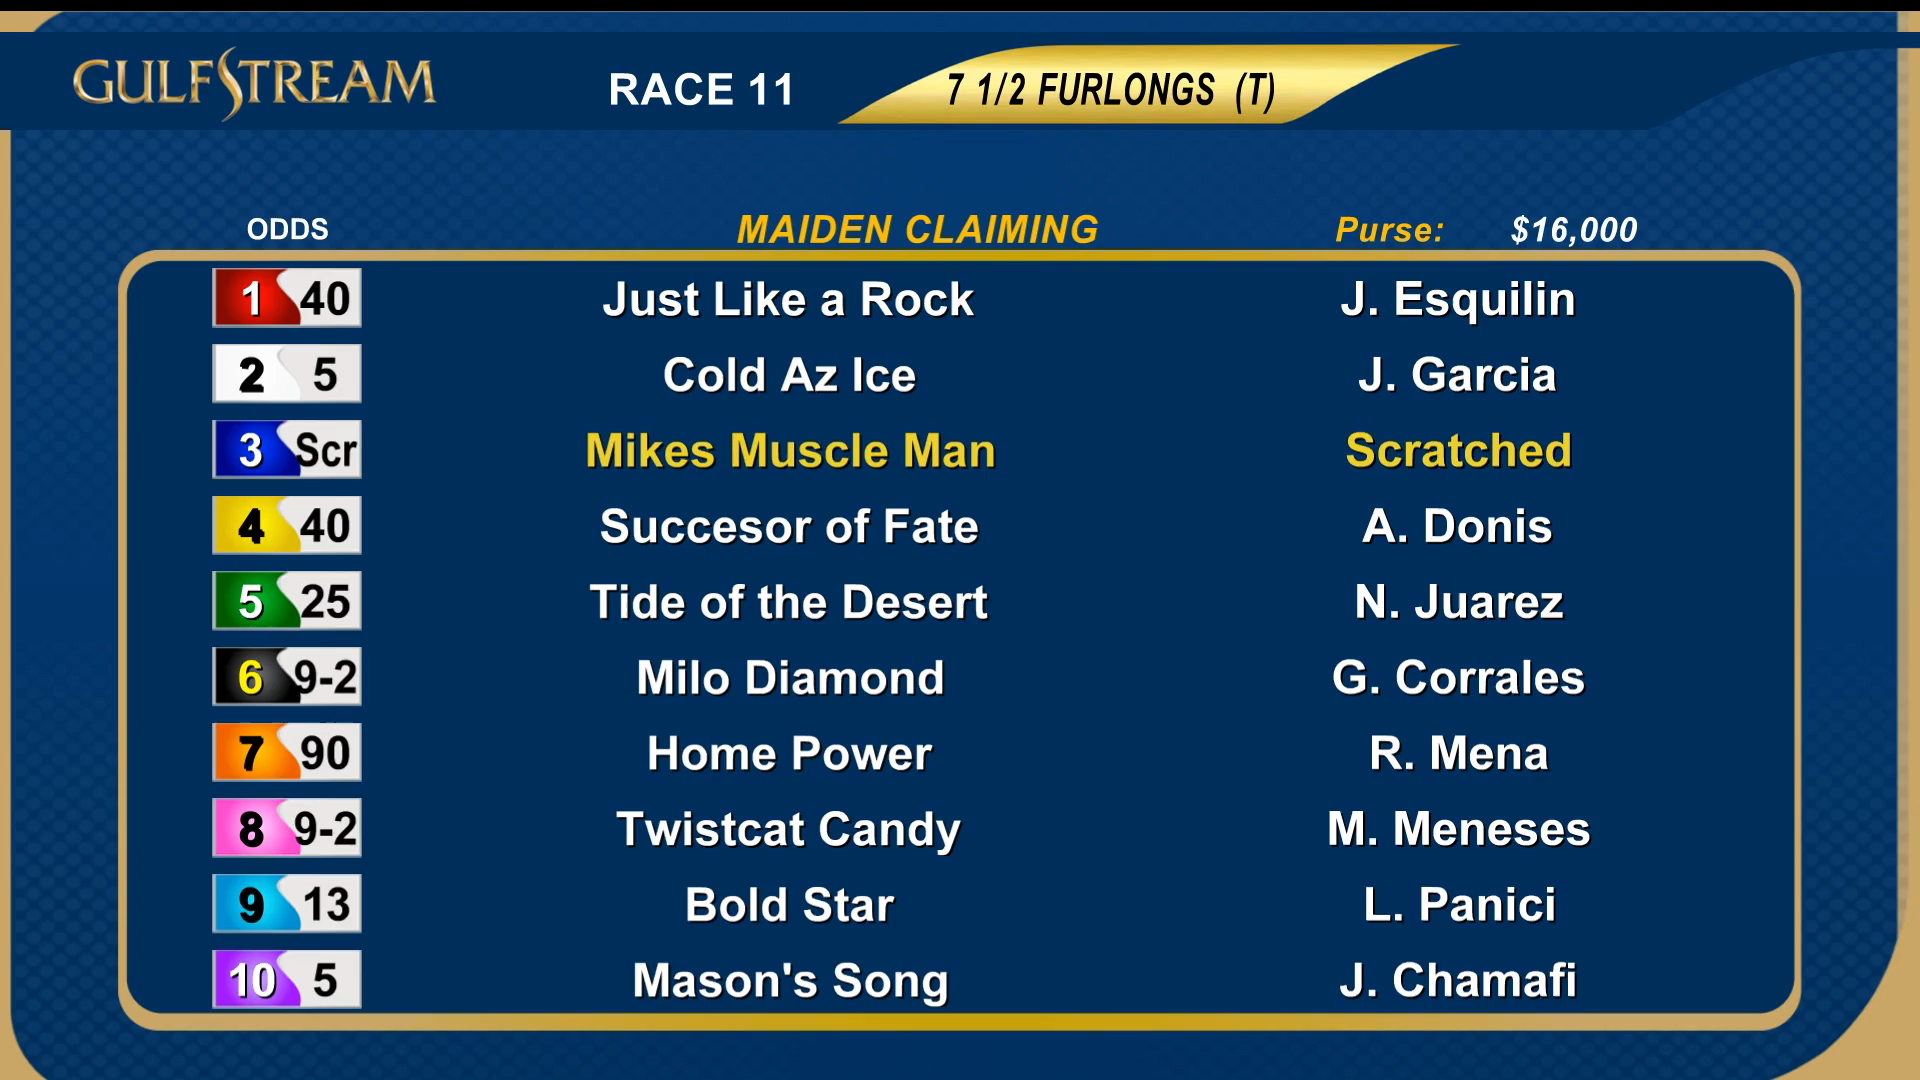 GULFSTREAM RACE 11 7 1/2 FURLONGS (T)
ODDS MAIDEN CLAIMING Purse: $16,000
1 40 Just Like a Rock J. Esquilin
2 5 Cold Az Ice J. Garcia
3 Scr Mikes Muscle Man Scratched
4 40 Succesor of Fate A. Donis
5 25 Tide of the Desert N. Juarez
6 9-2 Milo Diamond G. Corrales
7 90 Home Power R. Mena
8 9-2 Twistcat Candy M. Meneses
9 13 Bold Star L. Panici
10 5 Mason's Song J. Chamafi